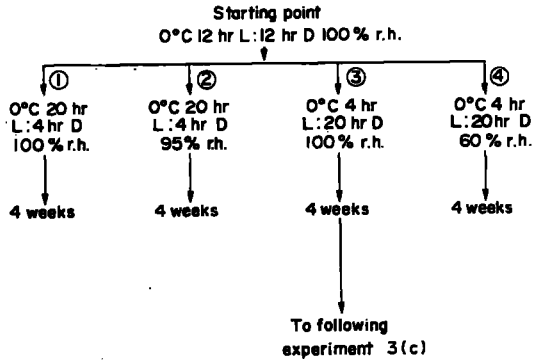 Starting point
0°C 12 hr L:12 hr D 100% r.h.
①
0°C 20 hr
L:4 hr D
100% r.h.
4 weeks
②
0°C 20 hr
L:4 hr D
95% r.h.
4 weeks
③
0°C 4 hr
L:20 hr D
100% r.h.
4 weeks
To following
experiment 3(c)
④
0°C 4 hr
L:20 hr D
60% r.h.
4 weeks